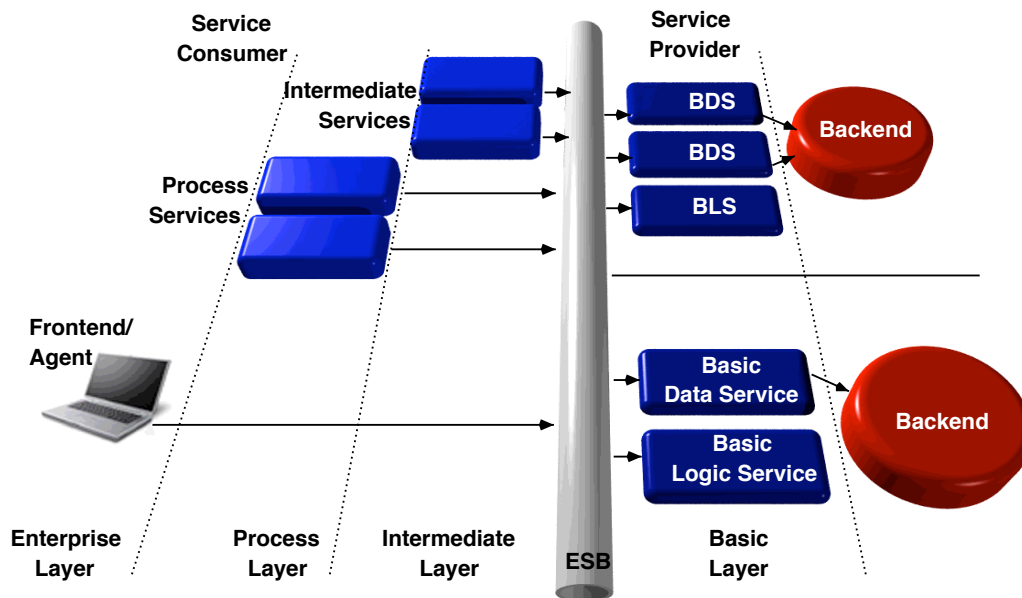 Service
Consumer
Service
Provider
Intermediate
Services
BDS
BDS
BLS
Backend
Process
Services
Frontend/
Agent
Basic
Data Service
Basic
Logic Service
Backend
Enterprise
Layer
Process
Layer
Intermediate
Layer
ESB
Basic
Layer